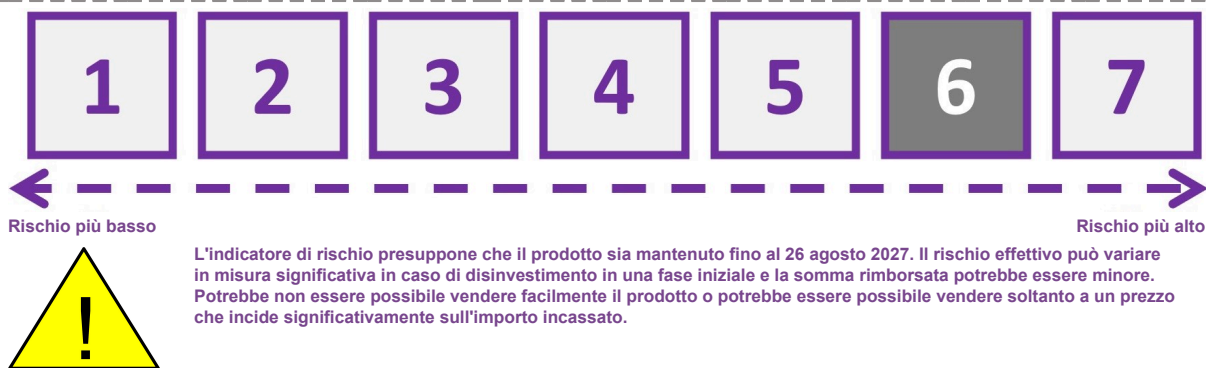 1 2 3 4 5 6 7
Rischio più basso Rischio più alto
L'indicatore di rischio presuppone che il prodotto sia mantenuto fino al 26 agosto 2027. Il rischio effettivo può variare
in misura significativa in caso di disinvestimento in una fase iniziale e la somma rimborsata potrebbe essere minore.
Potrebbe non essere possibile vendere facilmente il prodotto o potrebbe essere possibile vendere soltanto a un prezzo
che incide significativamente sull'importo incassato.
!